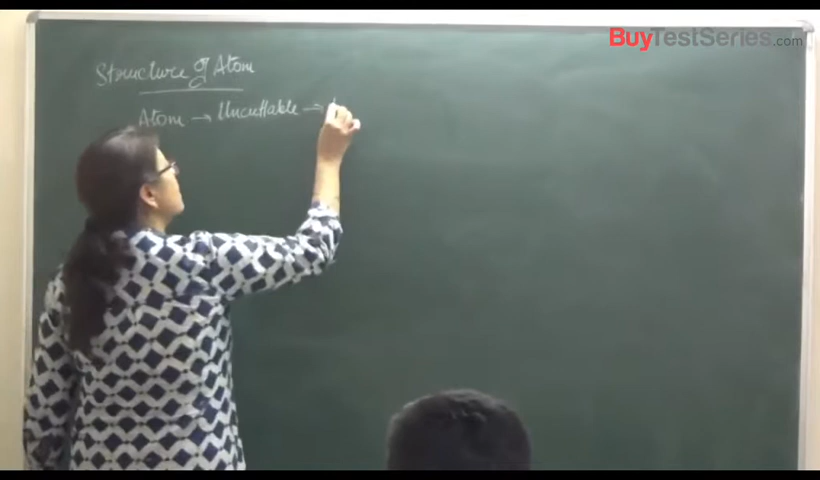 BuyTestSeries.com
Structure of Atom
Atom → Uncuttable →